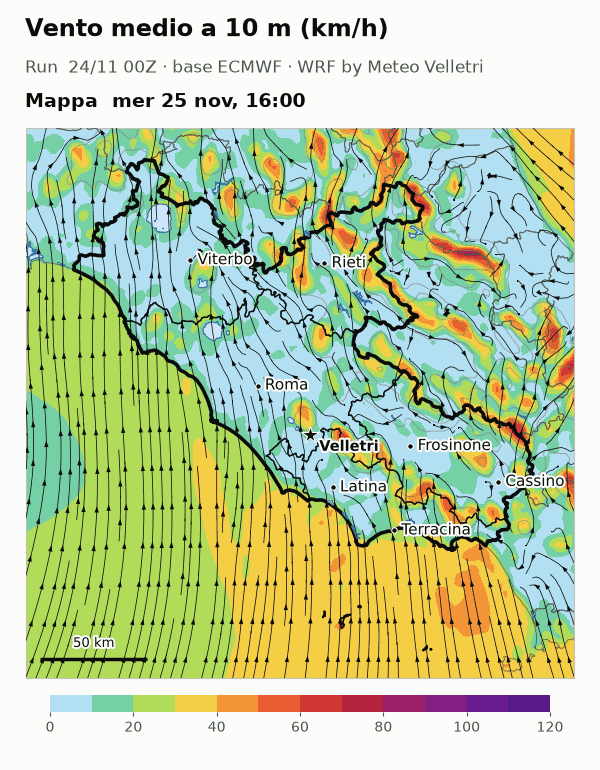 Vento medio a 10 m (km/h)
Run 24/11 00Z · base ECMWF · WRF by Meteo Velletri
Mappa mer 25 nov, 16:00
Viterbo
Rieti
Roma
Velletri
Frosinone
Latina
Cassino
Terracina
50 km
0 20 40 60 80 100 120